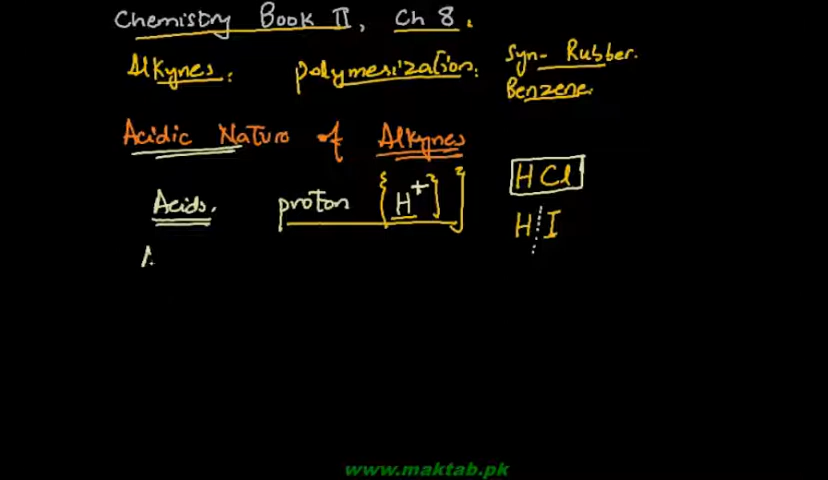 Chemistry Book II, Ch 8.
Alkynes. polymerization. Syn- Rubber.
Benzene.
Acidic Nature of Alkynes
Acids. proton {H+} HCl
H I
A
www.maktab.pk